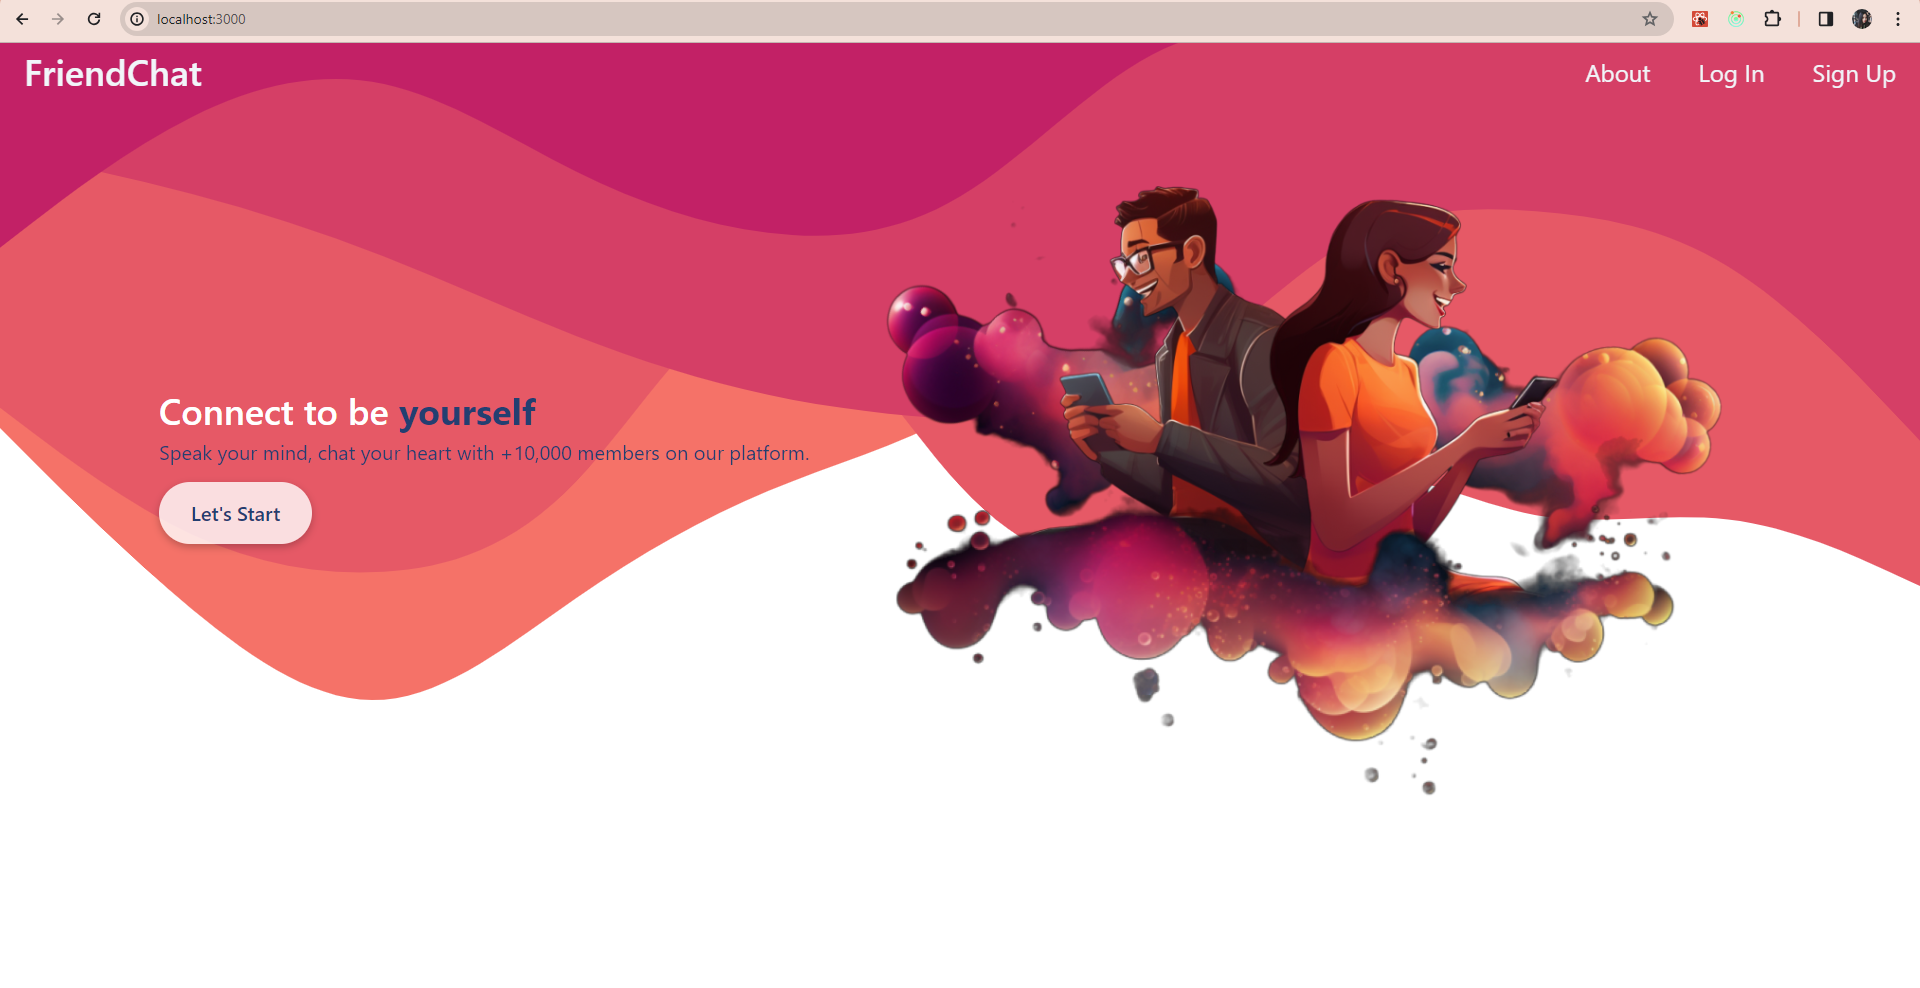 localhost:3000
FriendChat
About
Log In
Sign Up
Connect to be yourself
Speak your mind, chat your heart with +10,000 members on our platform.
Let's Start